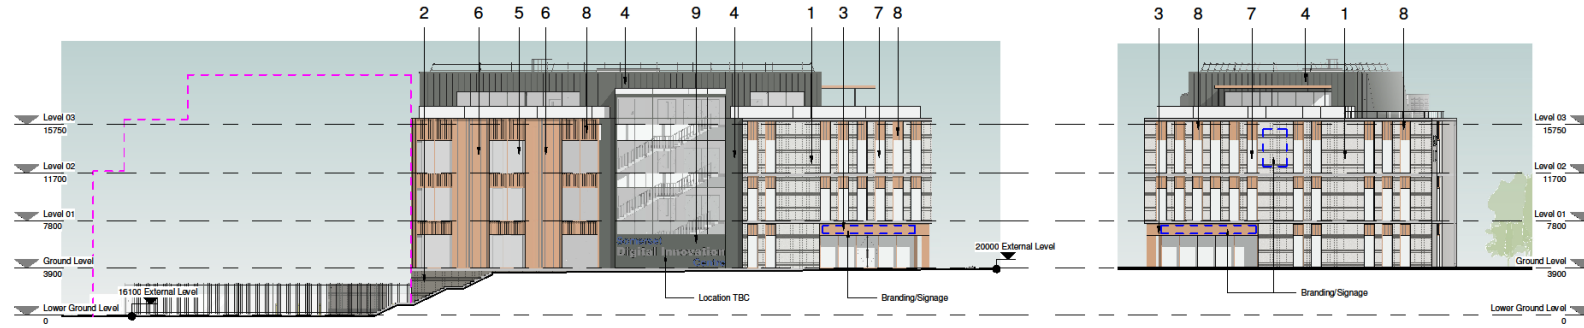 2 6 5 6 8 4 9 4 1 3 7 8
3 8 7 4 1 8
Level 03
15750
Level 02
11700
Level 01
7800
Ground Level
3900
16100 External Level
Lower Ground Level
0
Digital Innovation
20000 External Level
Location TBC
Branding/Signage
Level 03
15750
Level 02
11700
Level 01
7800
Ground Level
3900
Branding/Signage
Lower Ground Level
0